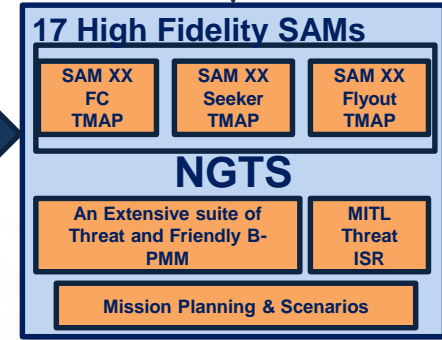 17 High Fidelity SAMs
SAM XX
FC
TMAP
SAM XX
Seeker
TMAP
SAM XX
Flyout
TMAP
NGTS
An Extensive suite of
Threat and Friendly B-
PMM
MITL
Threat
ISR
Mission Planning & Scenarios